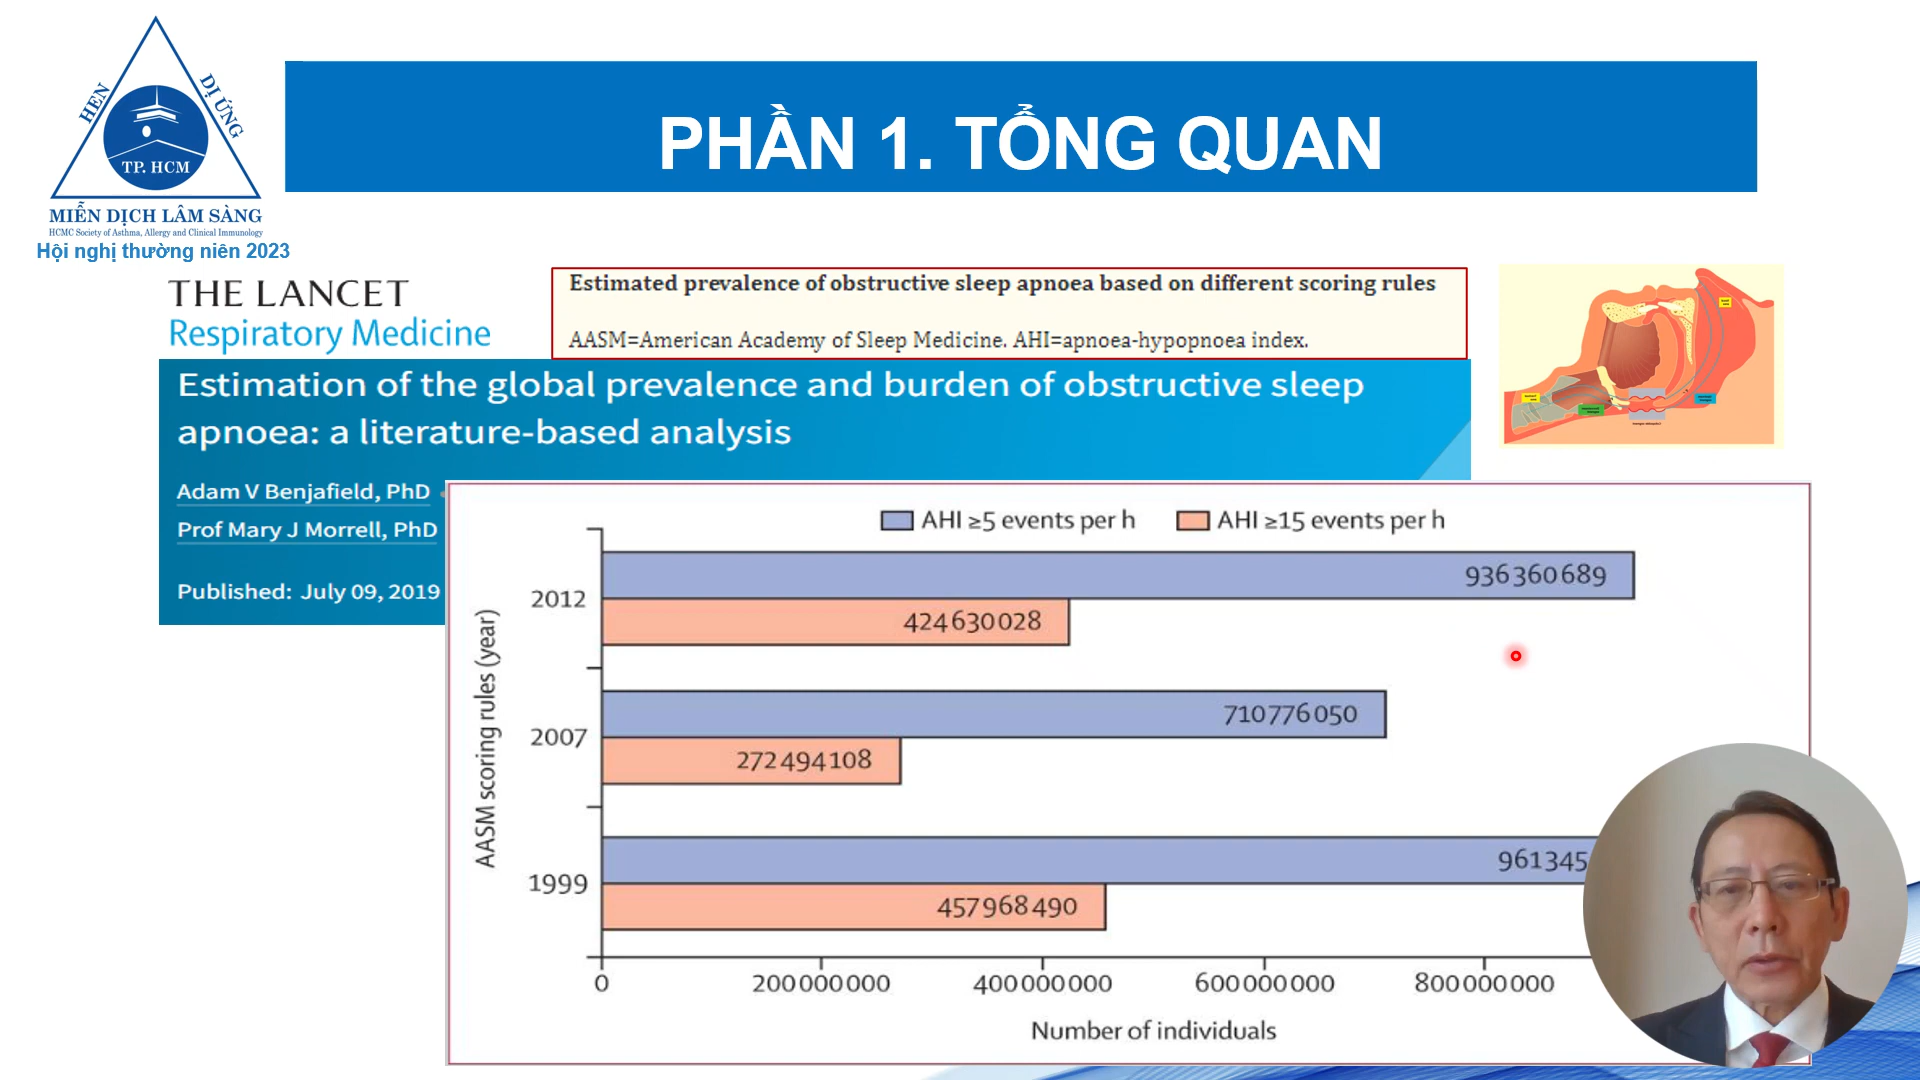 HEN
DỊ ỨNG
TP. HCM
MIỄN DỊCH LÂM SÀNG
HCMC Society of Asthma, Allergy and Clinical Immunology
Hội nghị thường niên 2023
PHẦN 1. TỔNG QUAN
THE LANCET
Respiratory Medicine
Estimated prevalence of obstructive sleep apnoea based on different scoring rules
AASM=American Academy of Sleep Medicine. AHI=apnoea-hypopnoea index.
Estimation of the global prevalence and burden of obstructive sleep
apnoea: a literature-based analysis
Adam V Benjafield, PhD
Prof Mary J Morrell, PhD
Published: July 09, 2019
AHI ≥5 events per h
AHI ≥15 events per h
AASM scoring rules (year)
2012
936360689
424630028
2007
710776050
272494108
1999
961345
457968490
0
200000000
400000000
600000000
800000000
Number of individuals